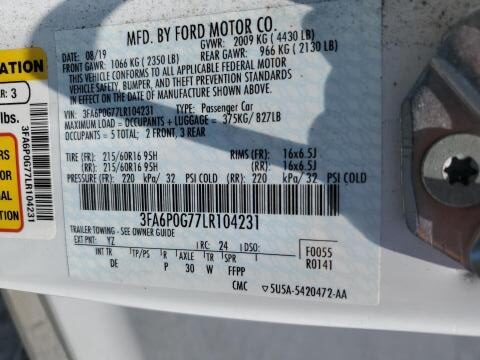 MFD. BY FORD MOTOR CO.
DATE: 08/19 GVWR: 2009 KG (4430 LB)
FRONT GAWR: 1066 KG (2350 LB) REAR GAWR: 966 KG (2130 LB)
THIS VEHICLE CONFORMS TO ALL APPLICABLE FEDERAL MOTOR
VEHICLE SAFETY, BUMPER, AND THEFT PREVENTION STANDARDS
IN EFFECT ON THE DATE OF MANUFACTURE SHOWN ABOVE.
VIN: 3FA6P0G77LR104231 TYPE: Passenger Car
MAXIMUM LOAD = OCCUPANTS + LUGGAGE = 375KG/827LB
OCCUPANTS : 5 TOTAL: 2 FRONT, 3 REAR
TIRE (FR): 215/60R16 95H RIMS (FR): 16x6.5J
(RR): 215/60R16 95H (RR): 16x6.5J
PRESSURE (FR): 220 kPa/ 32 PSI COLD (RR): 220 kPa/ 32 PSI COLD
3FA6P0G77LR104231
TRAILER TOWING - SEE OWNER GUIDE
EXT PNT: YZ RC: 24 DSO: F0055
R0141
INT TR TP/PS R AXLE TR SPR
DE P 30 W FFPP
CMC ▽5U5A-5420472-AA
ATION
R: 3
lbs.
3FA6P0G77LR104231
ERS
OR